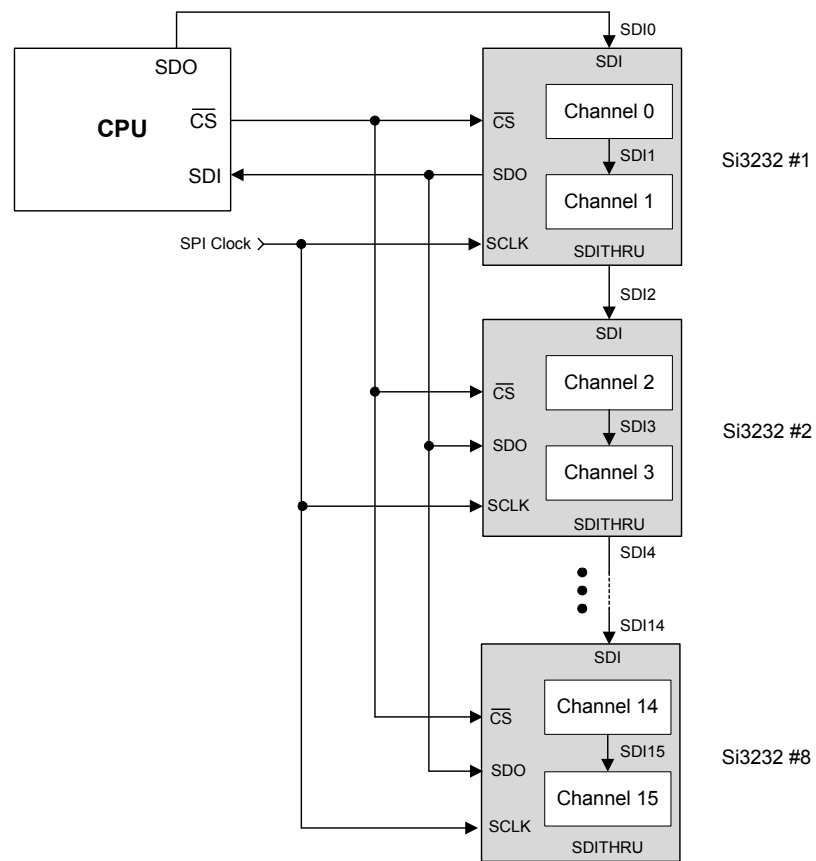 SDI0
SDO
CPU
CS
SDI
SPI Clock
SDI
CS
SDO
SCLK
Channel 0
SDI1
Channel 1
SDITHRU
Si3232 #1
SDI2
SDI
CS
SDO
SCLK
Channel 2
SDI3
Channel 3
SDITHRU
Si3232 #2
SDI4
SDI14
SDI
CS
SDO
SCLK
Channel 14
SDI15
Channel 15
SDITHRU
Si3232 #8